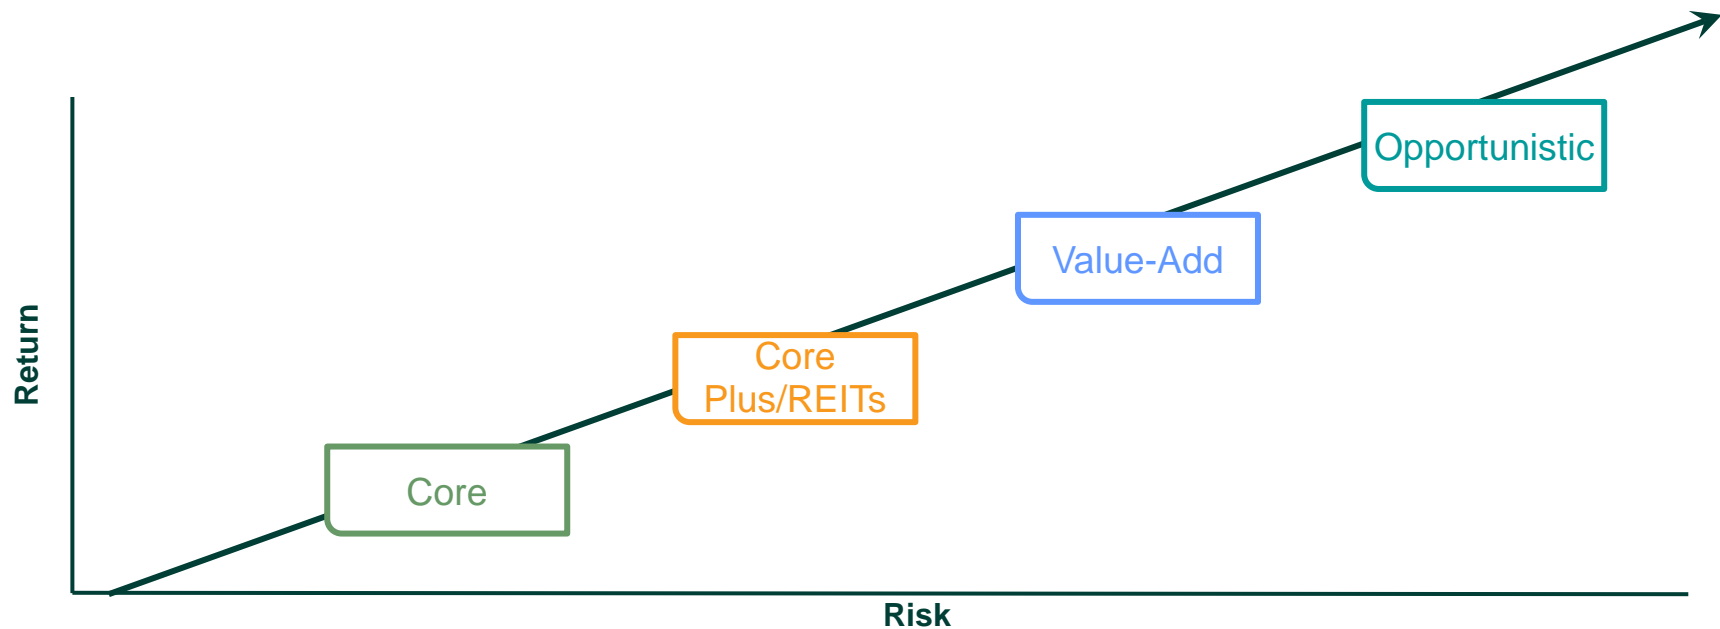 Opportunistic
Value-Add
Core
Plus/REITs
Core
Return
Risk